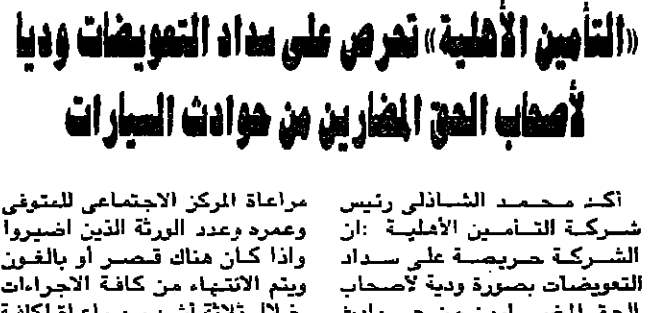 «التأمين الأهلية» تحرص على سداد التعويضات وديا
لأصحاب الحق المضارين من حوادث السيارات
أكد محمد الشاذلى رئيس
شركة التأمين الأهلية :ان
الشركة حريصة على سداد
التعويضات بصورة ودية لأصحاب
مراعاة المركز الاجتماعى للمتوفى
وعمره وعدد الورثة الذين اضيروا
واذا كان هناك قصر أو بالغون
ويتم الانتهاء من كافة الاجراءات